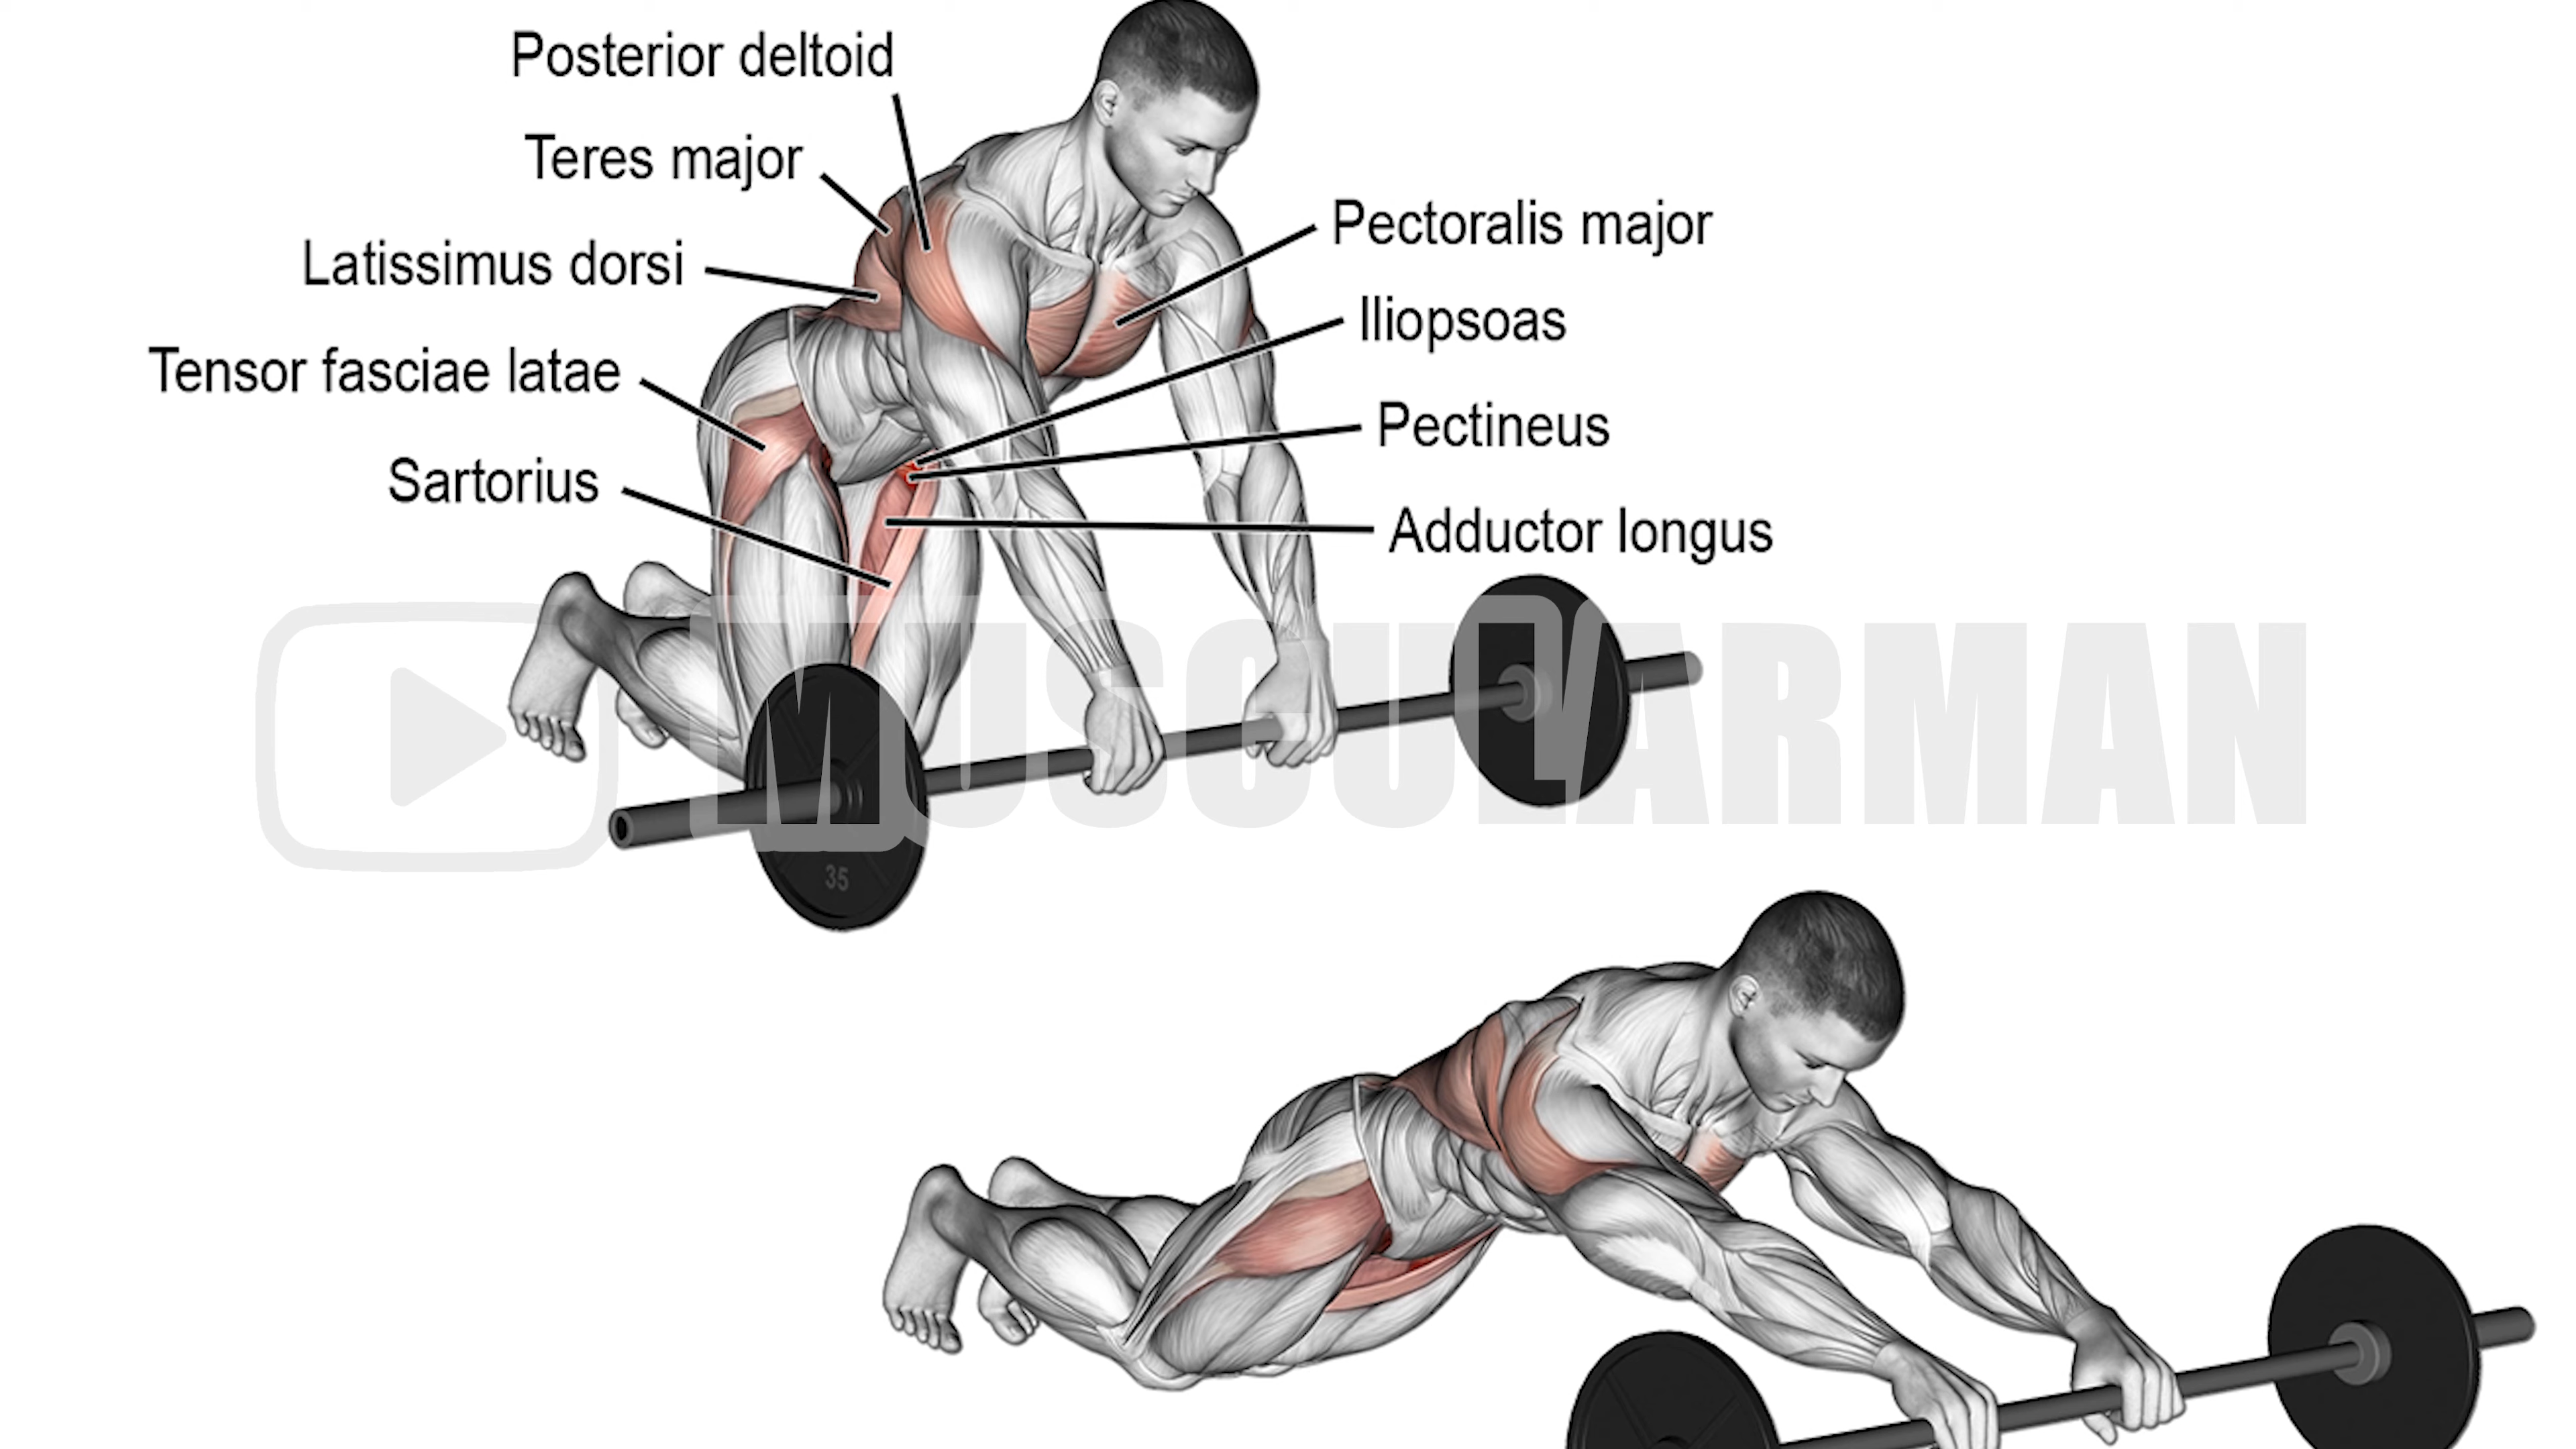 Posterior deltoid
Teres major
Latissimus dorsi
Tensor fasciae latae
Sartorius
Pectoralis major
Iliopsoas
Pectineus
Adductor longus
MUSCULARMAN
35